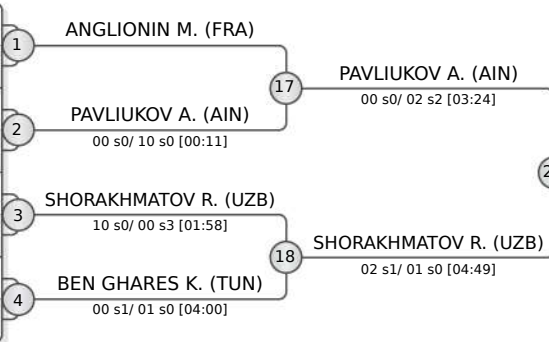 ANGLIONIN M. (FRA)
1
17
PAVLIUKOV A. (AIN)
00 s0/ 02 s2 [03:24]
PAVLIUKOV A. (AIN)
2
00 s0/ 10 s0 [00:11]
2
SHORAKHMATOV R. (UZB)
3
10 s0/ 00 s3 [01:58]
18
SHORAKHMATOV R. (UZB)
02 s1/ 01 s0 [04:49]
BEN GHARES K. (TUN)
4
00 s1/ 01 s0 [04:00]